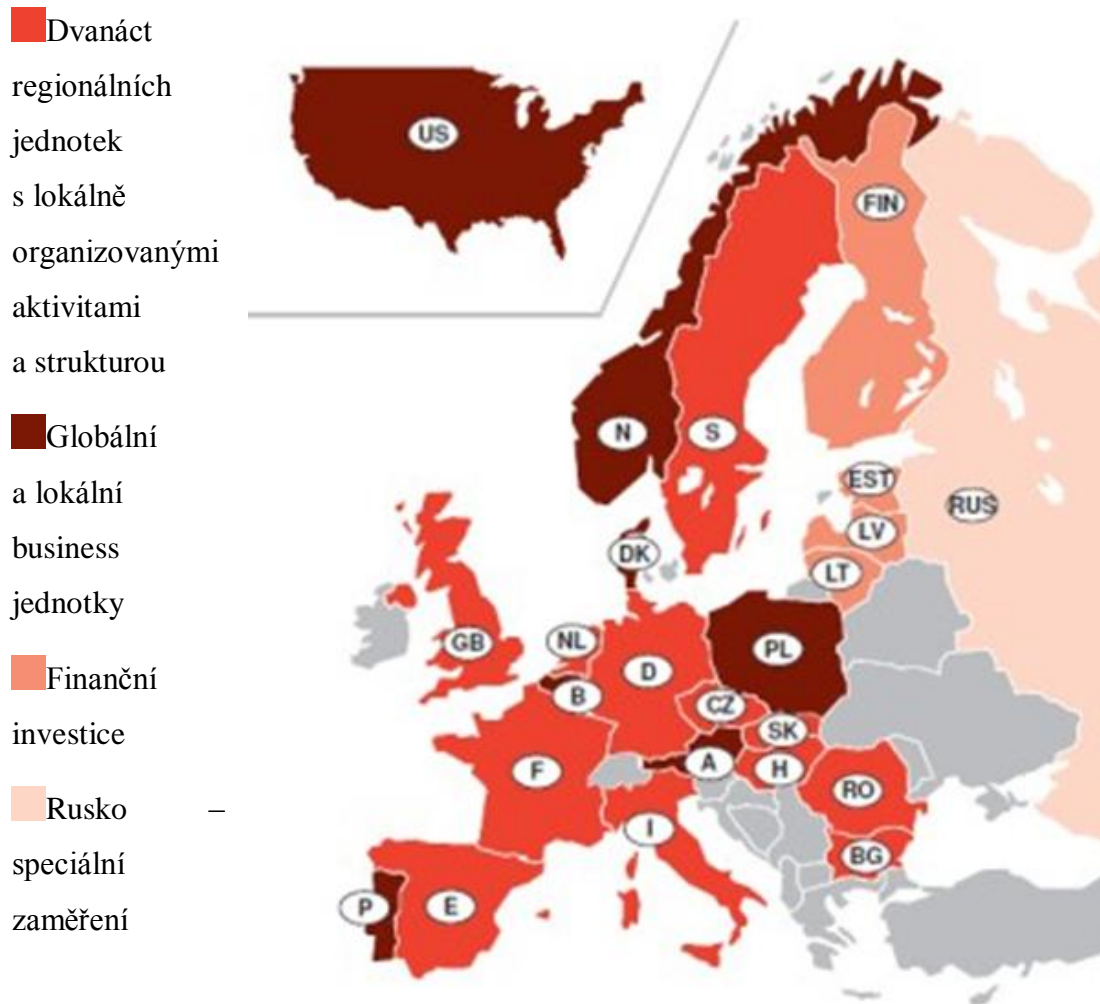 Dvanáct
regionálních
jednotek
s lokálně
organizovanými
aktivitami
a strukturou
Globální
a lokální
business
jednotky
Finanční
investice
Rusko –
speciální
zaměření
US
FIN
N
S
EST
RUS
LV
DK
LT
GB
NL
PL
D
B
CZ
SK
A
H
F
RO
I
BG
P
E